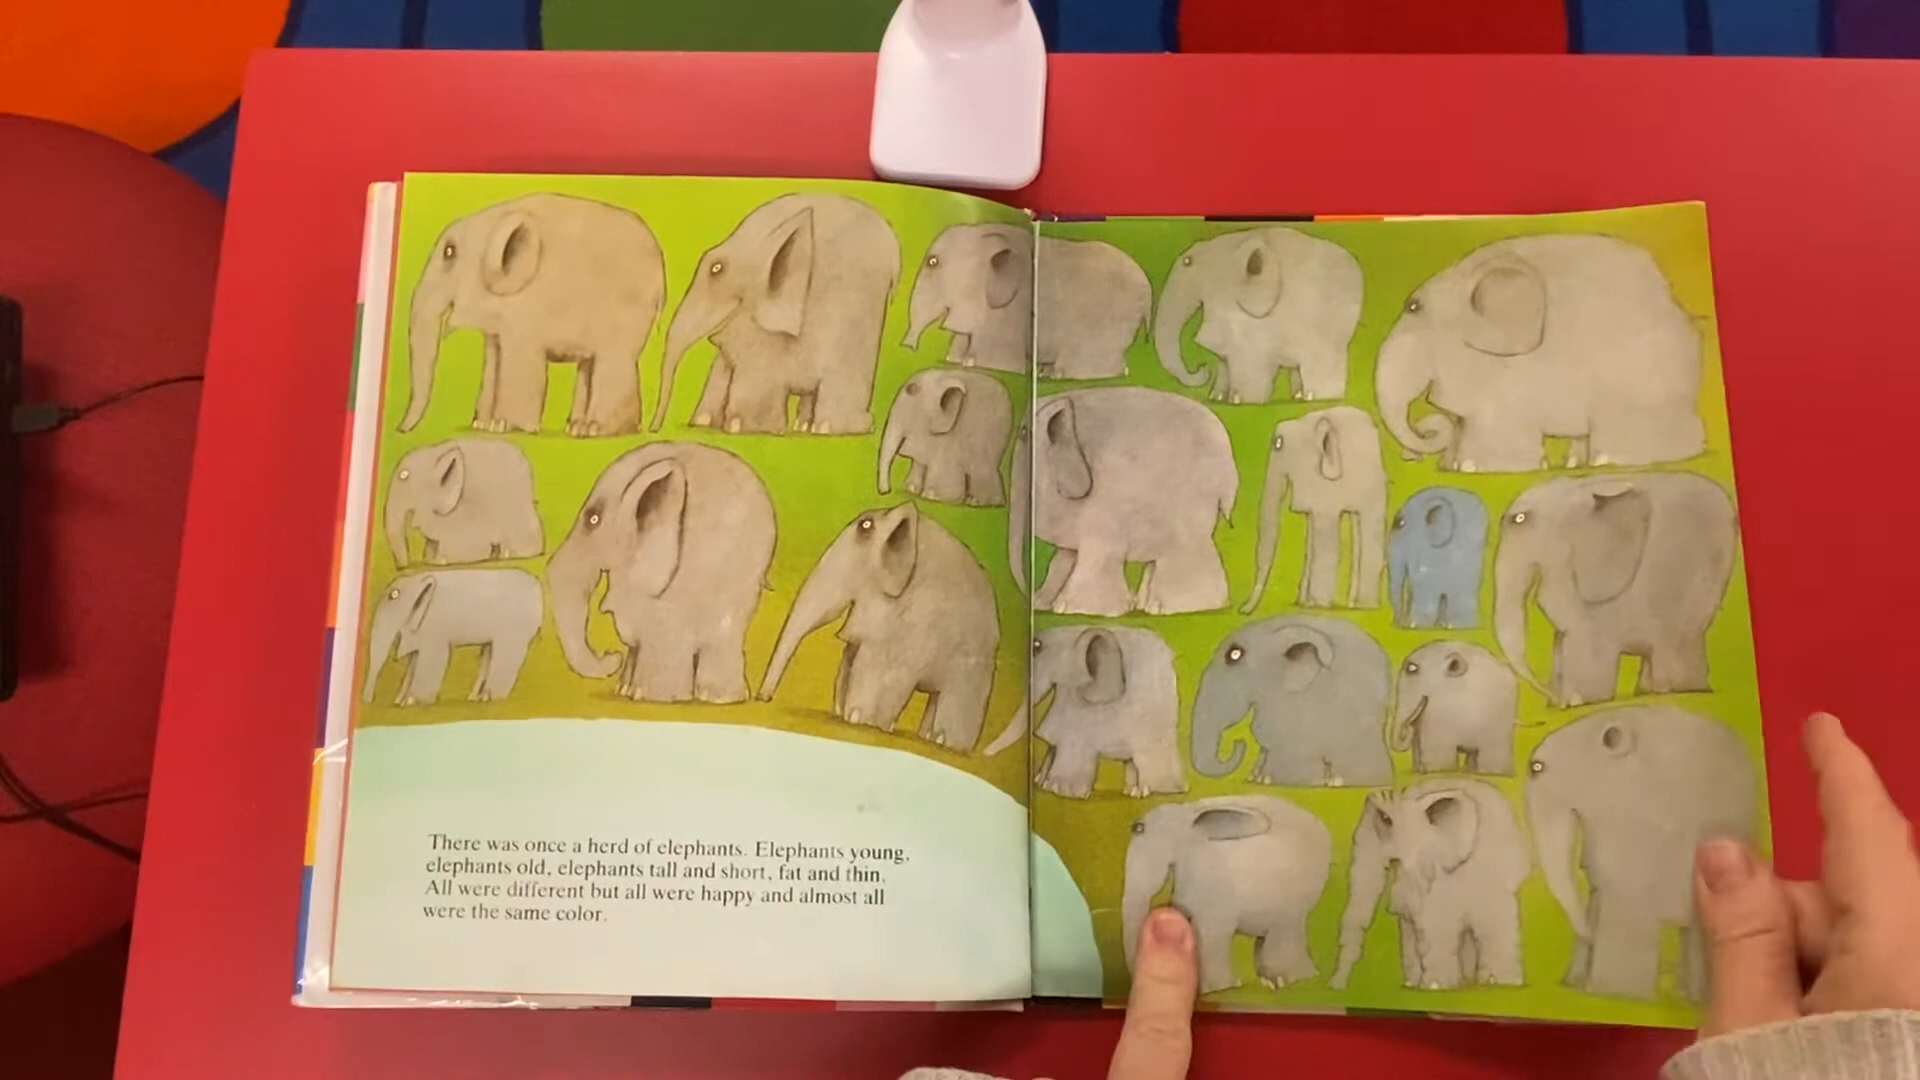 There was once a herd of elephants. Elephants young,
elephants old, elephants tall and short, fat and thin.
All were different but all were happy and almost all
were the same color.